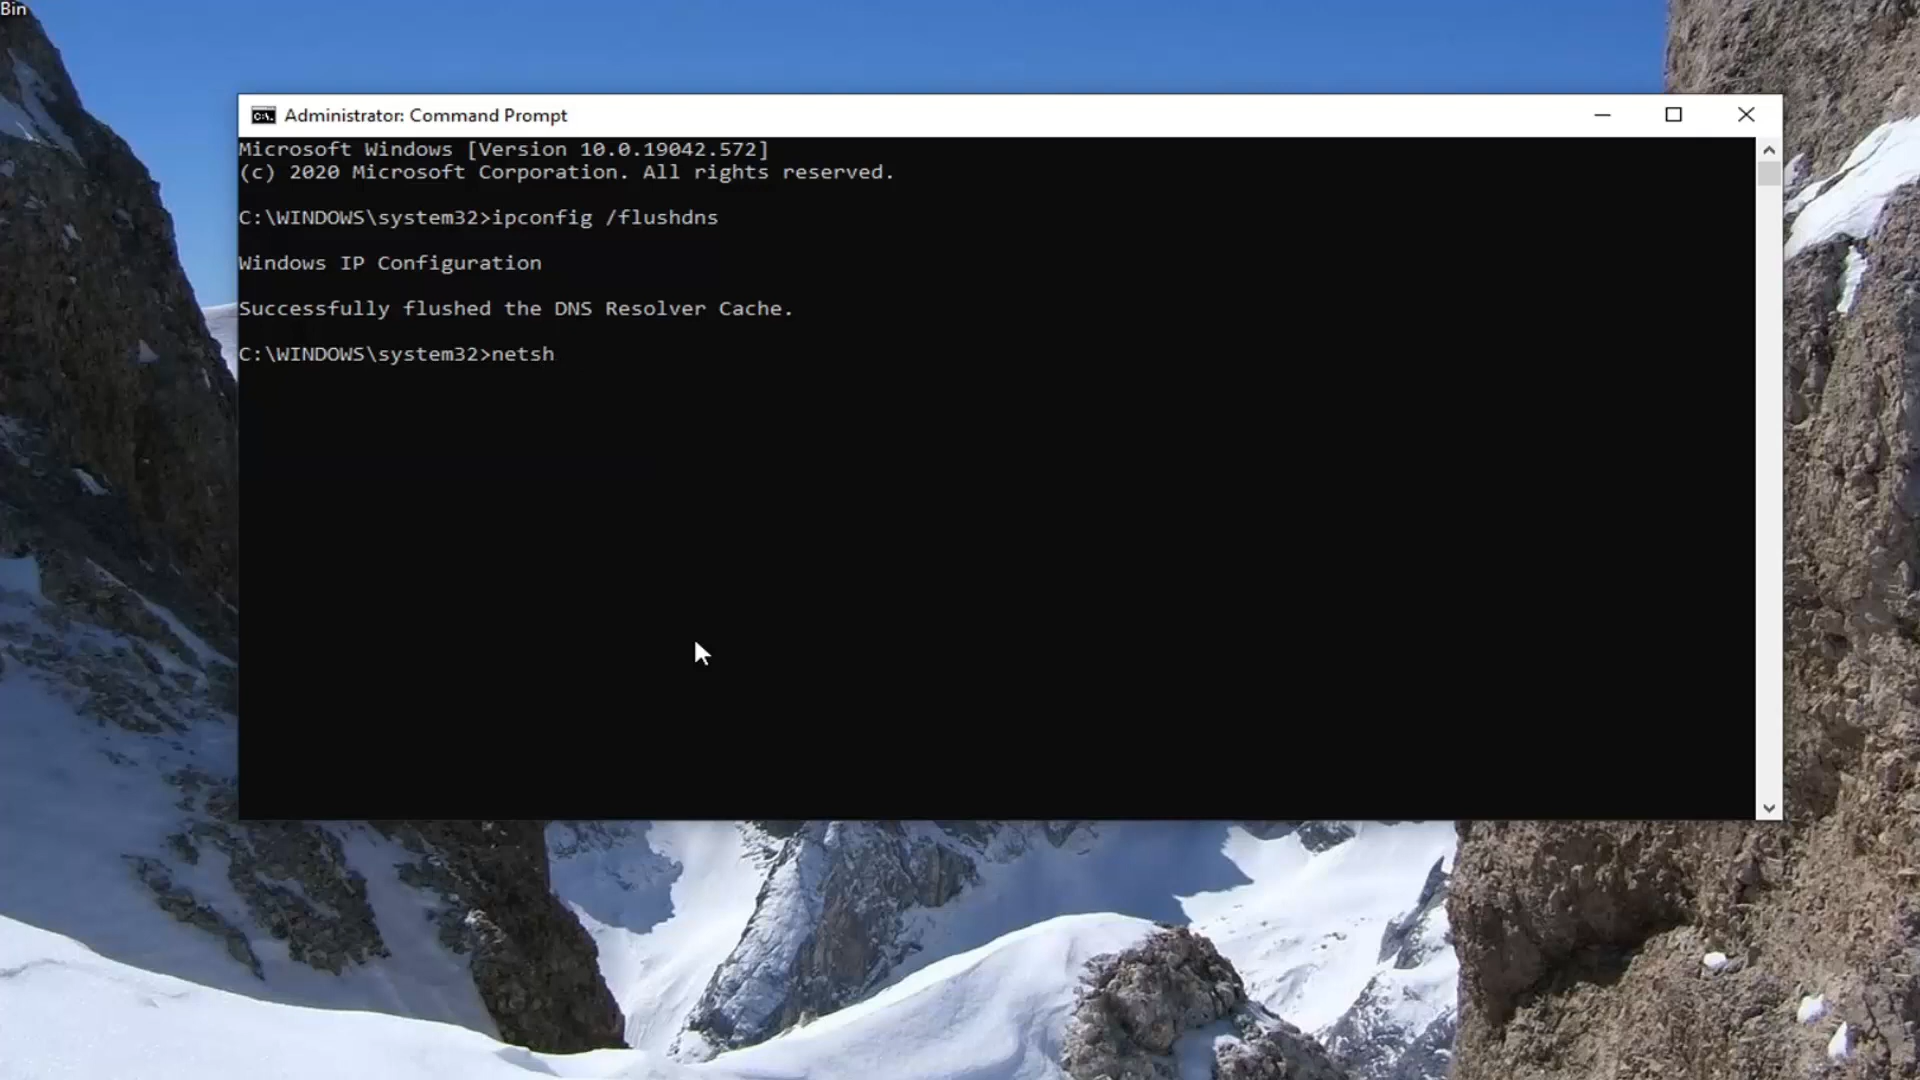 Bin
Administrator: Command Prompt
Microsoft Windows [Version 10.0.19042.572]
(c) 2020 Microsoft Corporation. All rights reserved.
C:\WINDOWS\system32>ipconfig /flushdns
Windows IP Configuration
Successfully flushed the DNS Resolver Cache.
C:\WINDOWS\system32>netsh